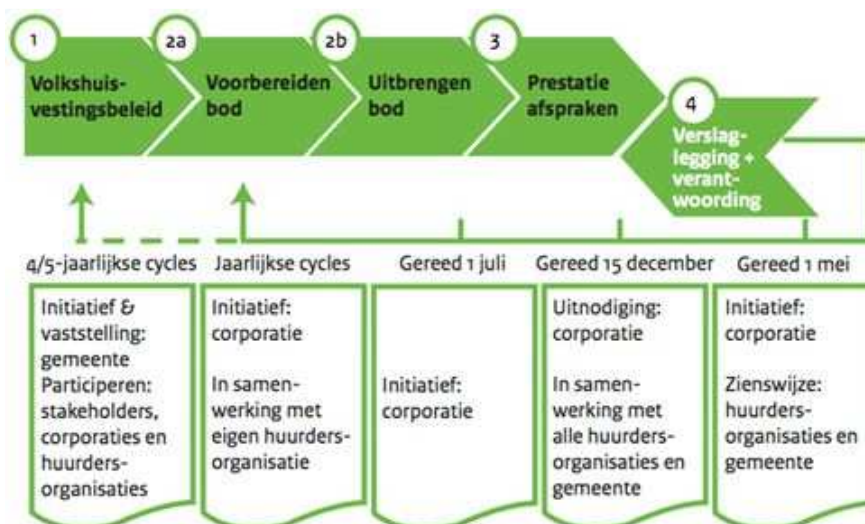 1
Volkshuis-
vestingsbeleid
2a
Voorbereiden
bod
2b
Uitbrengen
bod
3
Prestatie
afspraken
4
Verslag-
legging +
verant-
woording
4/5-jaarlijkse cycles
Jaarlijkse cycles
Gereed 1 juli
Gereed 15 december
Gereed 1 mei
Initiatief &
vaststelling:
gemeente
Participeren:
stakeholders,
corporaties en
huurders-
organisaties
Initiatief:
corporatie
In samen-
werking met
eigen huurders-
organisatie
Initiatief:
corporatie
Uitnodiging:
corporatie
In samen-
werking met
alle huurders-
organisaties en
gemeente
Initiatief:
corporatie
Zienswijze:
huurders-
organisaties en
gemeente